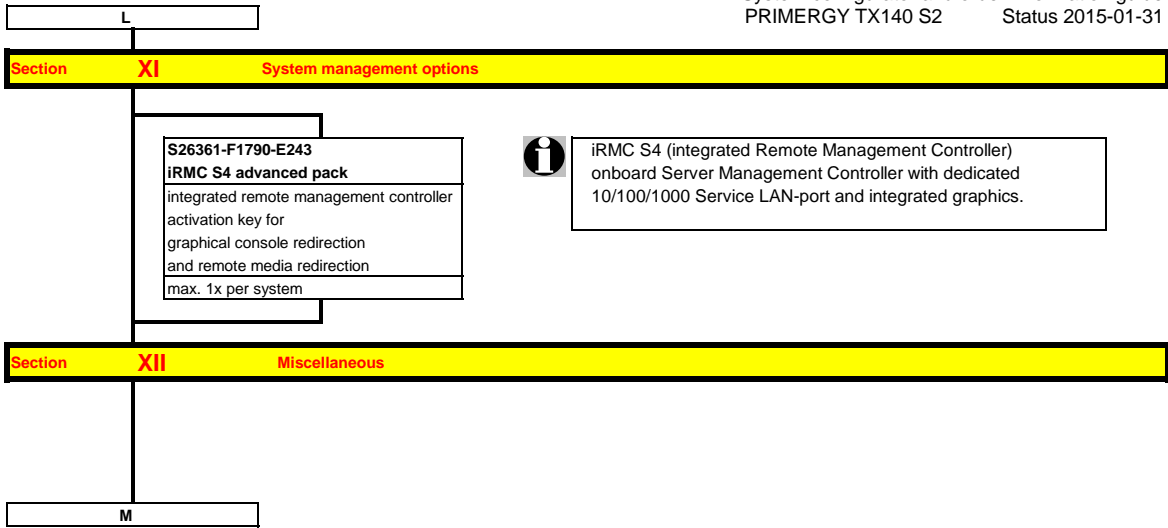 L
PRIMERGY TX140 S2 Status 2015-01-31
Section XI System management options
S26361-F1790-E243
iRMC S4 advanced pack
integrated remote management controller
activation key for
graphical console redirection
and remote media redirection
max. 1x per system
iRMC S4 (integrated Remote Management Controller)
onboard Server Management Controller with dedicated
10/100/1000 Service LAN-port and integrated graphics.
Section XII Miscellaneous
M